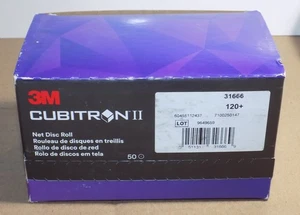 3M
CUBITRON II
Net Disc Roll
Rouleau de disques en treillis
Rollo de disco de red
Rolo de discos em tela
50
31666
120+
LOT